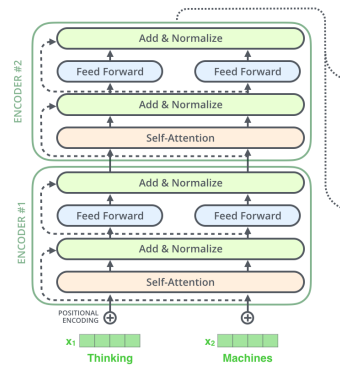 ENCODER #2
Add & Normalize
Feed Forward Feed Forward
Add & Normalize
Self-Attention
ENCODER #1
Add & Normalize
Feed Forward Feed Forward
Add & Normalize
Self-Attention
POSITIONAL
ENCODING
x₁ x₂
Thinking Machines